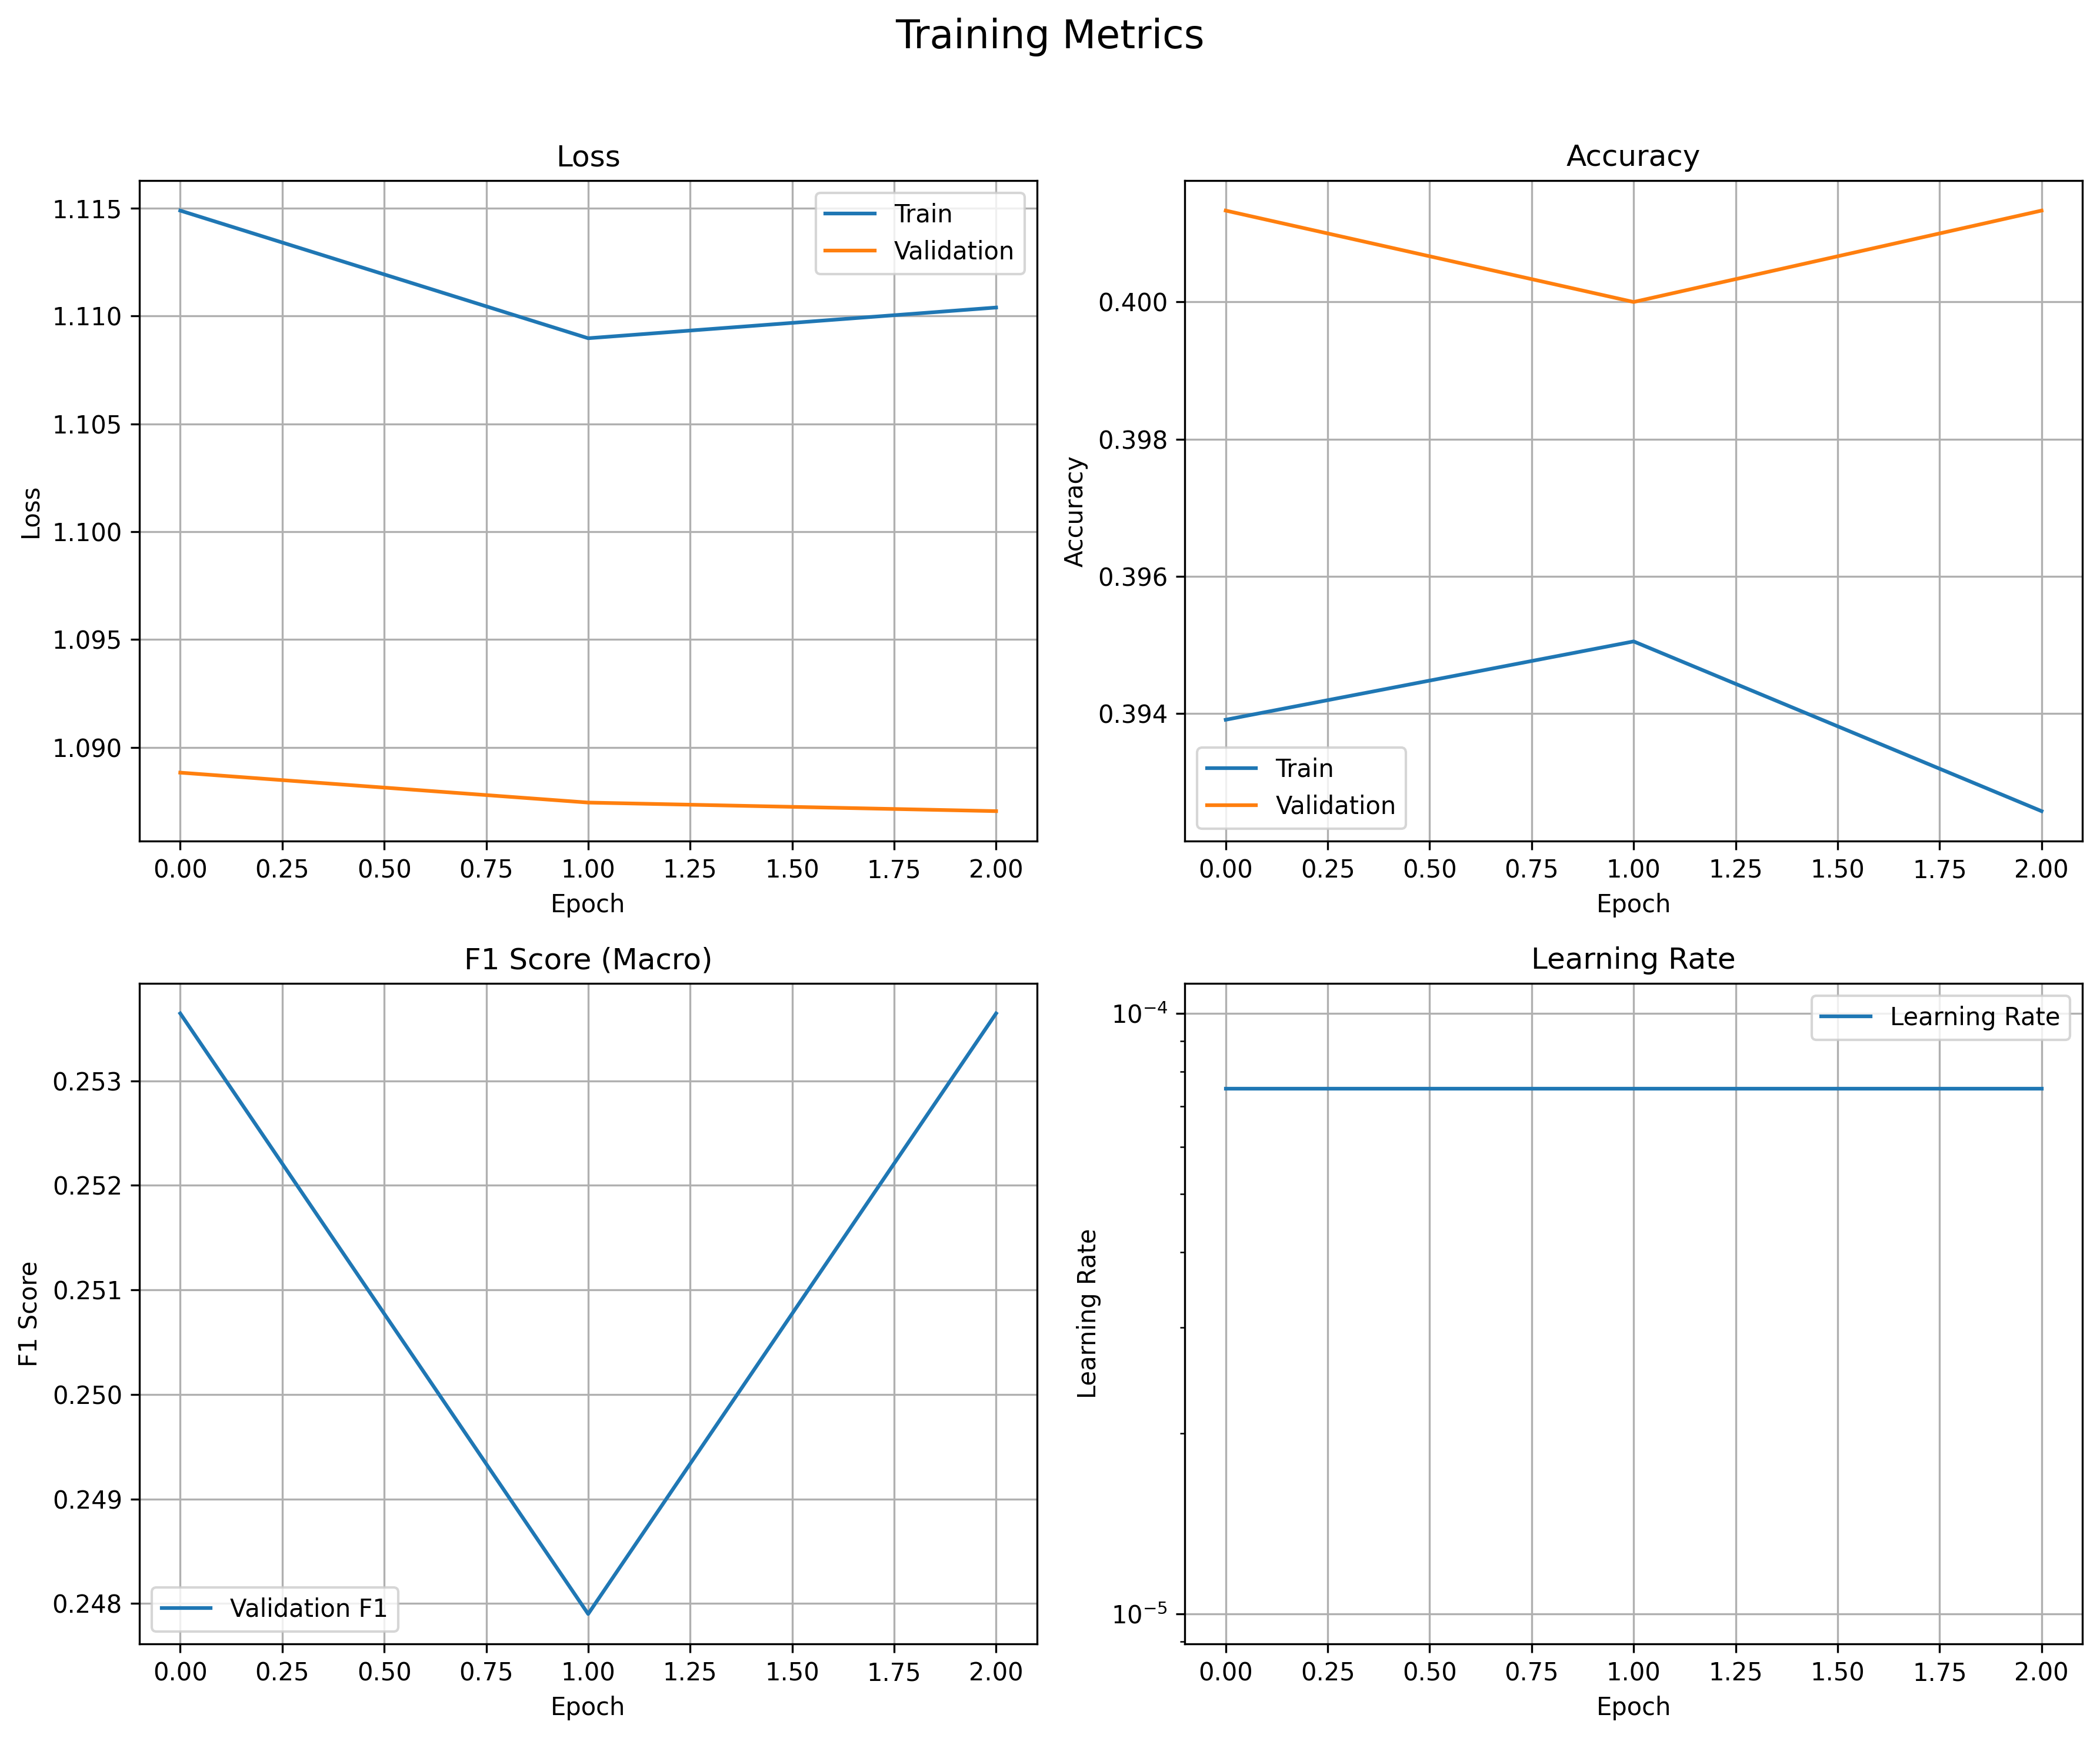 Training Metrics
Loss
1.115
1.110
1.105
1.100
1.095
1.090
Loss
Train
Validation
0.00 0.25 0.50 0.75 1.00 1.25 1.50 1.75 2.00
Epoch
Accuracy
0.400
0.398
0.396
0.394
Accuracy
Train
Validation
0.00 0.25 0.50 0.75 1.00 1.25 1.50 1.75 2.00
Epoch
F1 Score (Macro)
0.253
0.252
0.251
0.250
0.249
0.248
F1 Score
Validation F1
0.00 0.25 0.50 0.75 1.00 1.25 1.50 1.75 2.00
Epoch
Learning Rate
10⁻⁴
10⁻⁵
Learning Rate
Learning Rate
0.00 0.25 0.50 0.75 1.00 1.25 1.50 1.75 2.00
Epoch